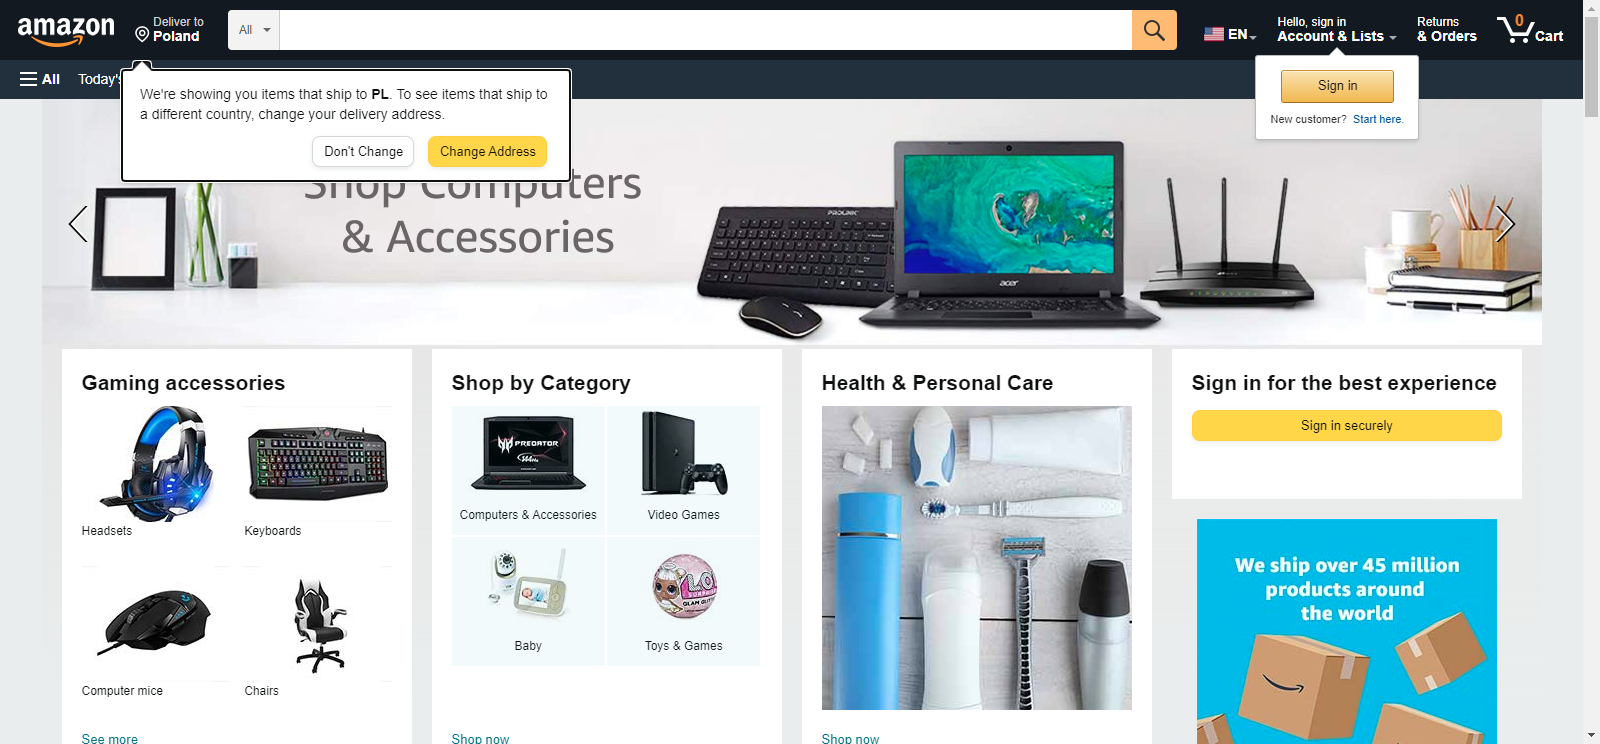 amazon
Deliver to
Poland
All
EN
Hello, sign in
Account & Lists
Returns
& Orders
0
Cart
All
Today's
We're showing you items that ship to PL. To see items that ship to
a different country, change your delivery address.
Don't Change
Change Address
Sign in
New customer? Start here.
Shop Computers
& Accessories
PROLINK
acer
Gaming accessories
Headsets
Keyboards
Computer mice
Chairs
See more
Shop by Category
PREDATOR
144Hz
Computers & Accessories
Video Games
L.O.L.
SURPRISE
GLAM GLITTER
Baby
Toys & Games
Shop now
Health & Personal Care
Shop now
Sign in for the best experience
Sign in securely
We ship over 45 million
products around
the world